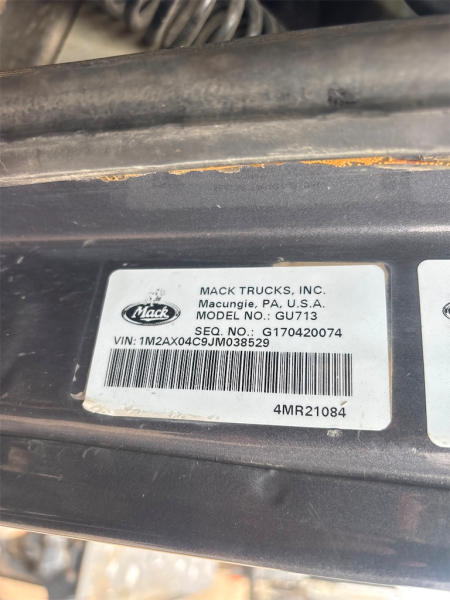 MACK TRUCKS, INC.
Macungie, PA, U.S.A.
MODEL NO.: GU713
SEQ. NO.: G170420074
Mack
VIN: 1M2AX04C9JM038529
4MR21084